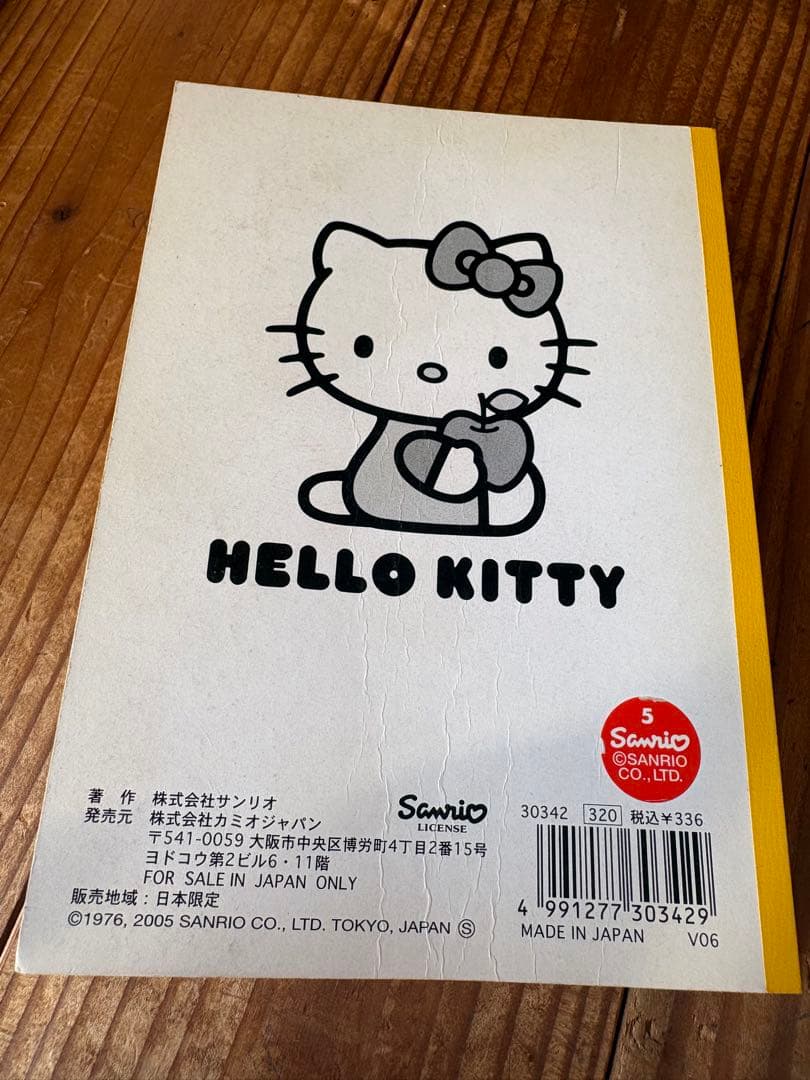 HELLO KITTY
5
Sanrio
©SANRIO
CO.,LTD.
著 作 株式会社サンリオ
発売元 株式会社カミオジャパン
〒541-0059 大阪市中央区博労町4丁目2番15号
ヨドコウ第2ビル6・11階
FOR SALE IN JAPAN ONLY
販売地域:日本限定
©1976, 2005 SANRIO CO., LTD. TOKYO, JAPAN Ⓢ
Sanrio
LICENSE
30342 320 税込¥336
4 991277 303429
MADE IN JAPAN V06